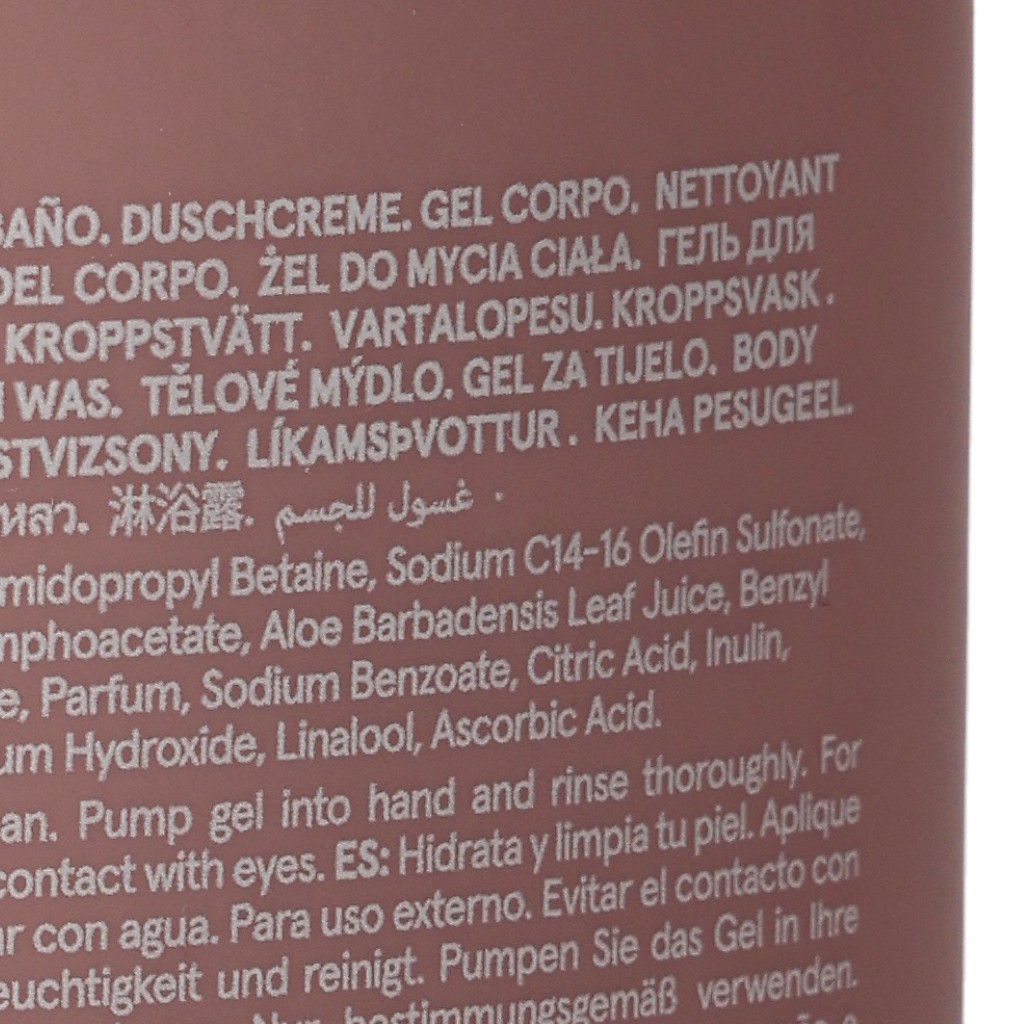 BAÑO. DUSCHCREME. GEL CORPO. NETTOYANT
DEL CORPO. ŻEL DO MYCIA CIAŁA. ГЕЛЬ ДЛЯ
KROPPSTVÄTT. VARTALOPESU. KROPPSVASK.
WAS. TĚLOVÉ MÝDLO. GEL ZA TIJELO. BODY
STVIZSONY. LÍKAMSÞVOTTUR. KEHA PESUGEEL.
หลว. 淋浴露. غسول للجسم.
midopropyl Betaine, Sodium C14-16 Olefin Sulfonate,
mphoacetate, Aloe Barbadensis Leaf Juice, Benzyl
e, Parfum, Sodium Benzoate, Citric Acid, Inulin,
um Hydroxide, Linalool, Ascorbic Acid.
an. Pump gel into hand and rinse thoroughly. For
contact with eyes. ES: Hidrata y limpia tu piel. Aplique
ar con agua. Para uso externo. Evitar el contacto con
euchtigkeit und reinigt. Pumpen Sie das Gel in Ihre
Nur bestimmungsgemäß verwenden.